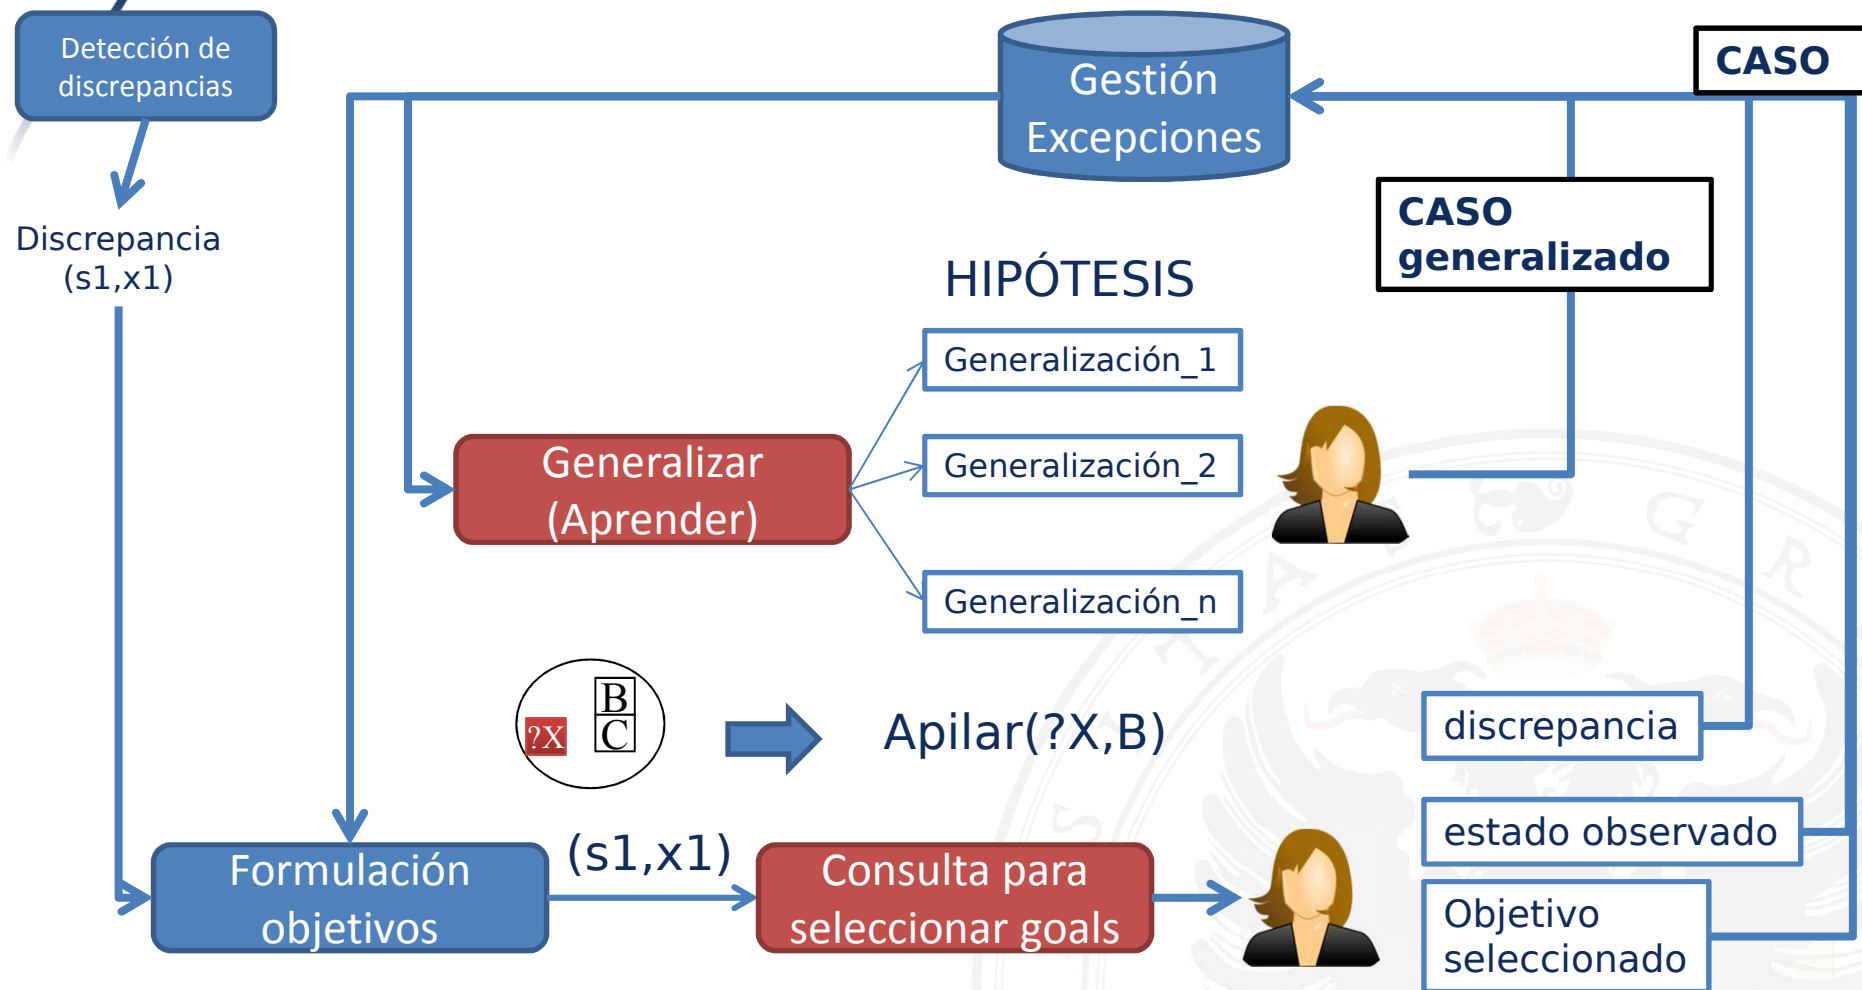 Detección de
discrepancias
Gestión
Excepciones
CASO
CASO
generalizado
Discrepancia
(s1,x1)
HIPÓTESIS
Generalización_1
Generalizar
(Aprender)
Generalización_2
Generalización_n
B
?X
C
Apilar(?X,B)
discrepancia
estado observado
Formulación
objetivos
(s1,x1)
Consulta para
seleccionar goals
Objetivo
seleccionado